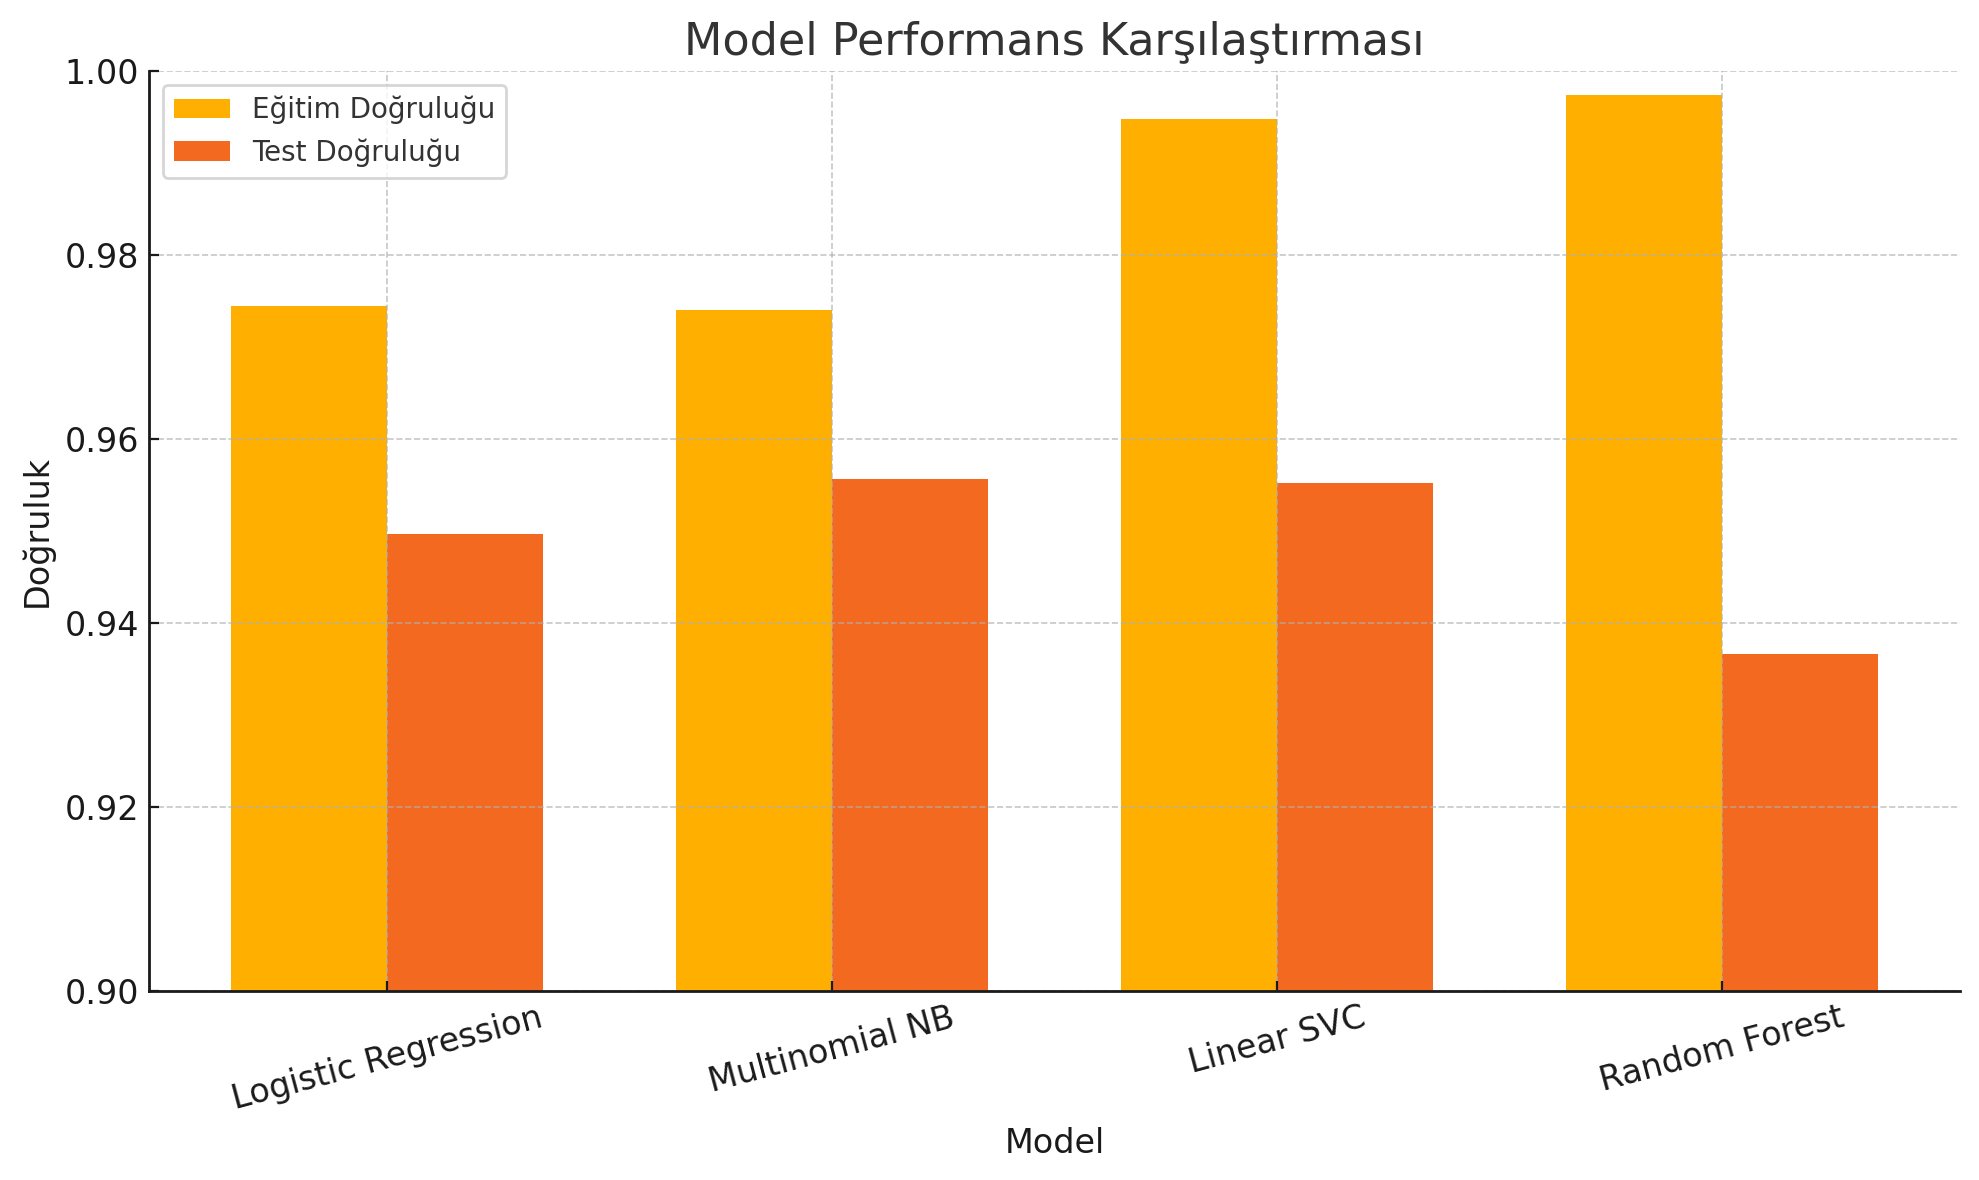 Model Performans Karşılaştırması
Eğitim Doğruluğu
Test Doğruluğu
Doğruluk
1.00
0.98
0.96
0.94
0.92
0.90
Logistic Regression
Multinomial NB
Linear SVC
Random Forest
Model